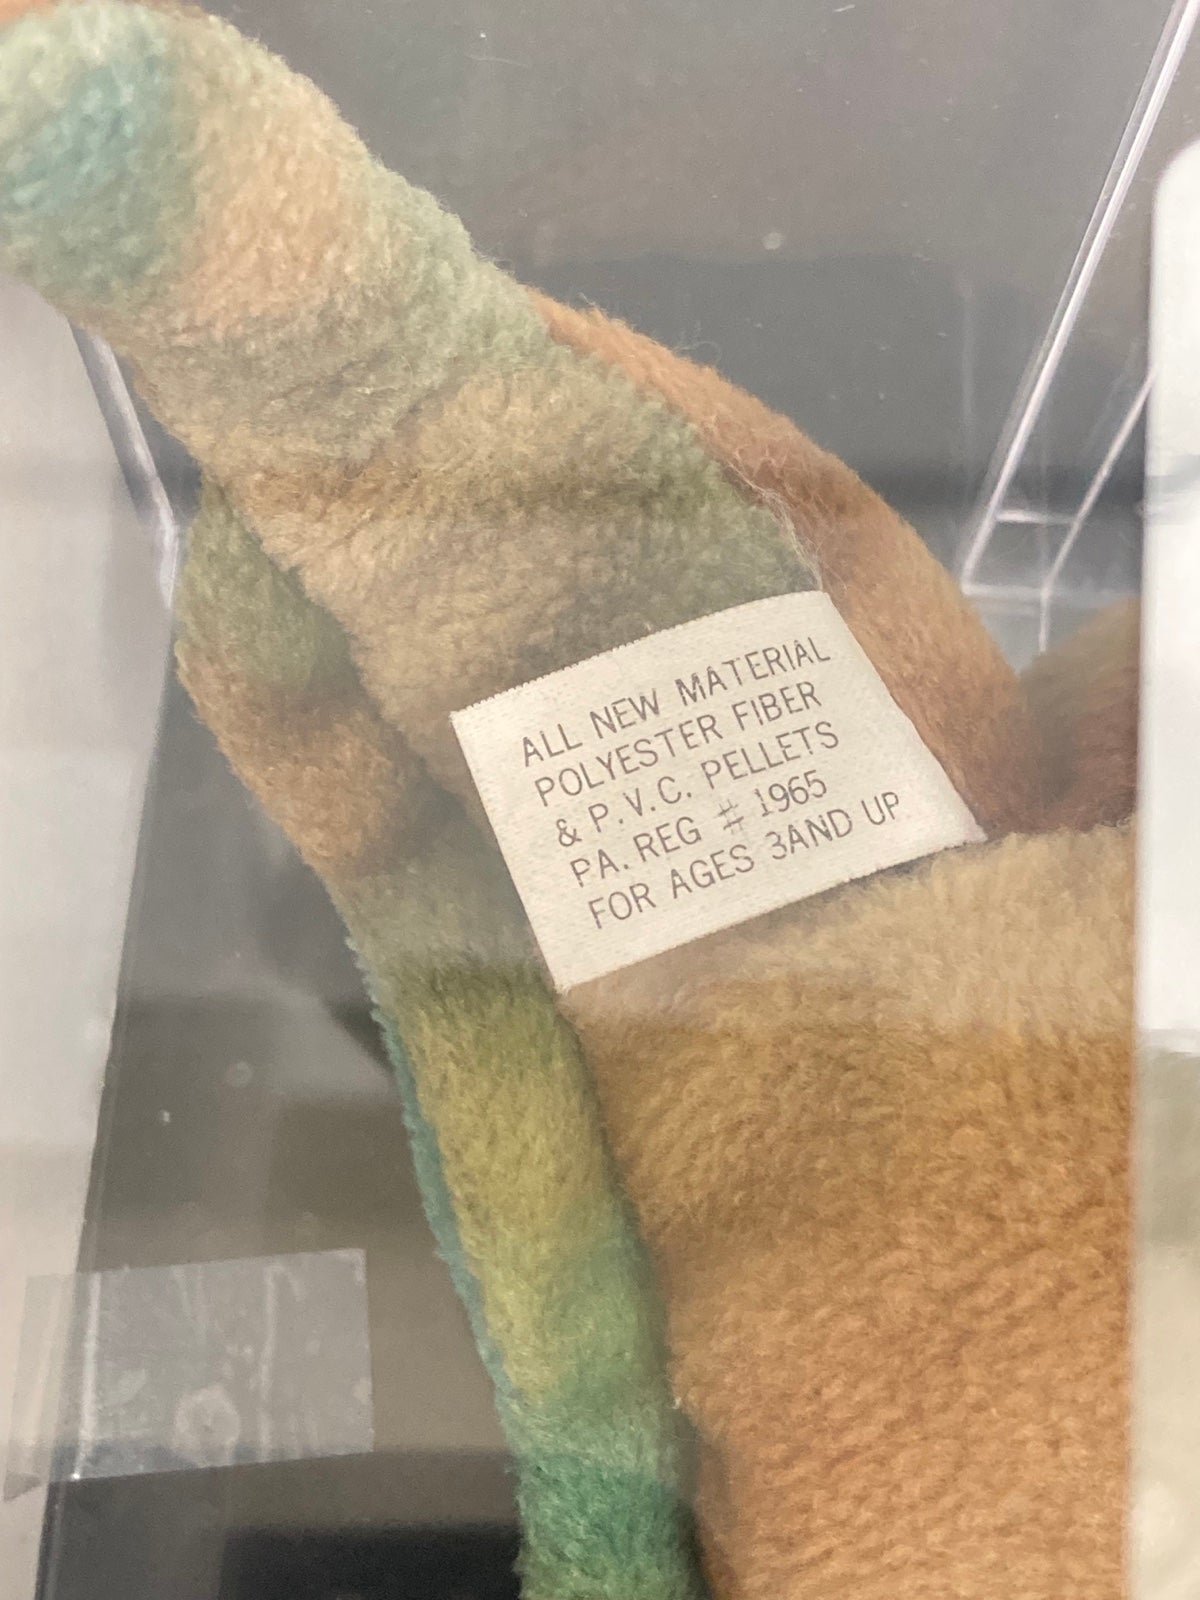 ALL NEW MATERIAL
POLYESTER FIBER
& P.V.C. PELLETS
PA. REG # 1965
FOR AGES 3AND UP